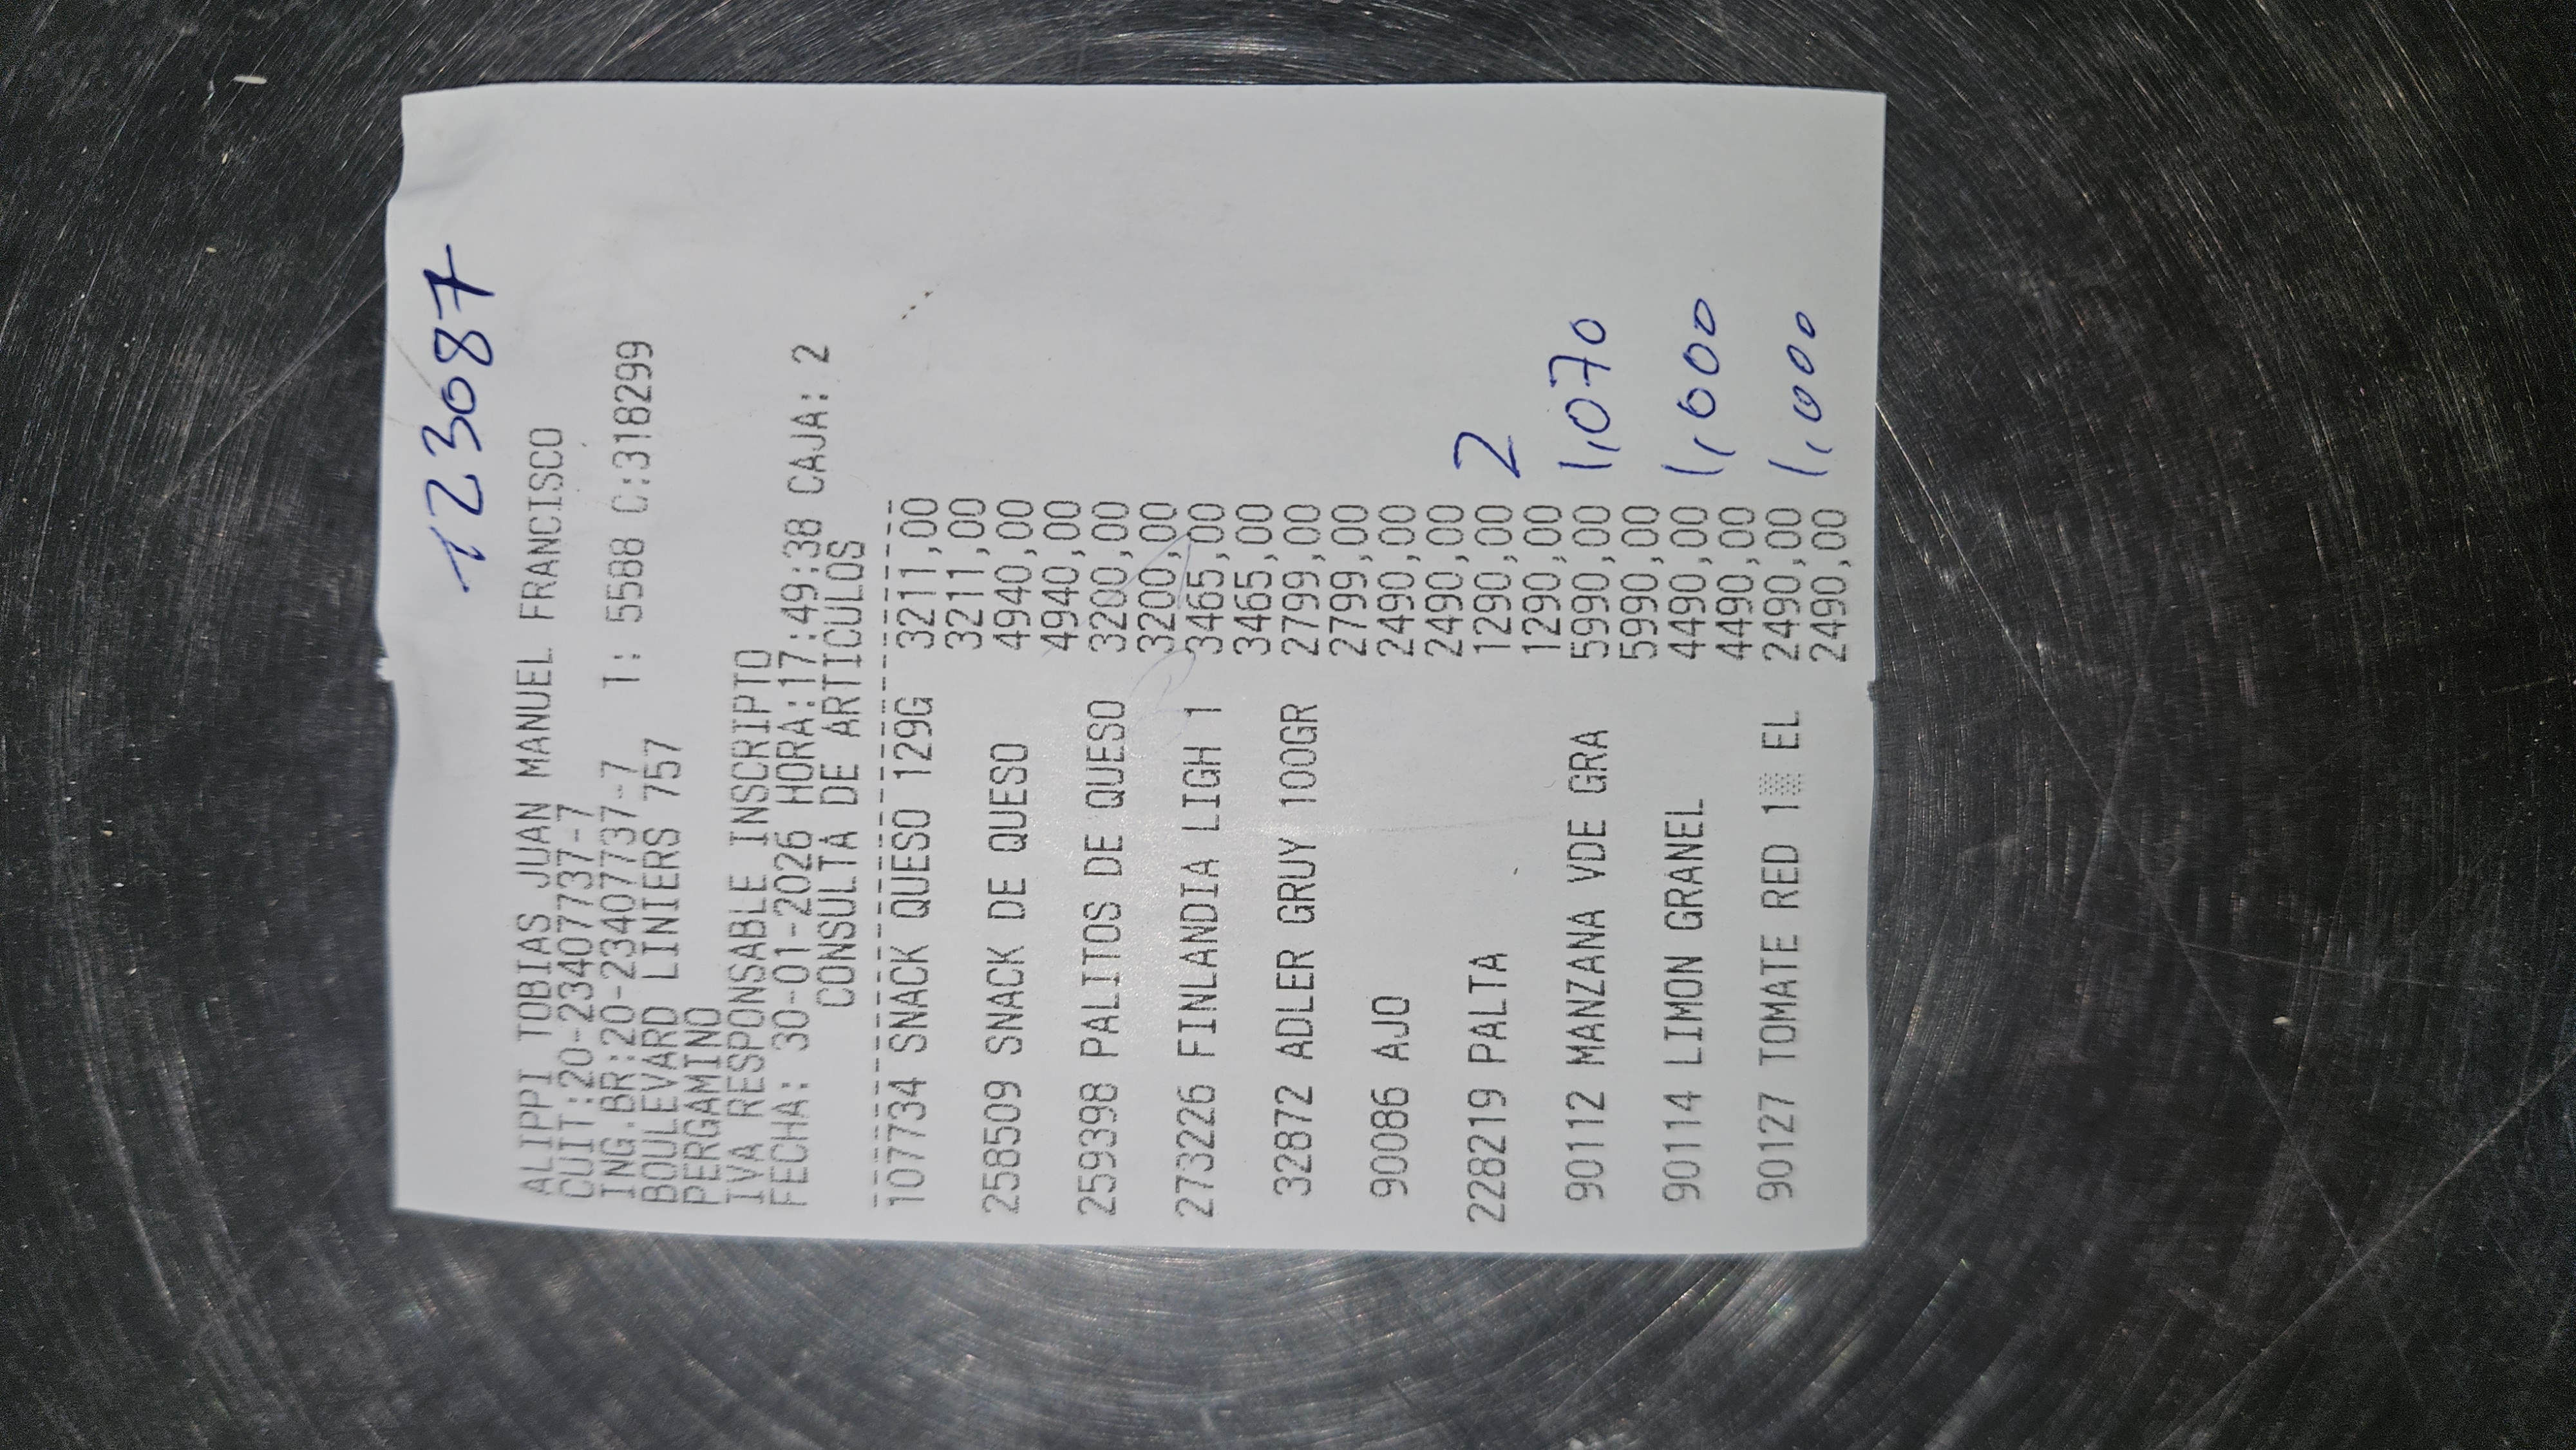 123087
ALIPPI TOBIAS JUAN MANUEL FRANCISCO
CUIT:20-23407737-7
ING.BR:20-23407737-7 T: 5588 C:318299
BOULEVARD LINIERS 757
PERGAMINO
IVA RESPONSABLE INSCRIPTO
FECHA: 30-01-2026 HORA:17:49:38 CAJA: 2
CONSULTA DE ARTICULOS
107734 SNACK QUESO 129G 3211,00
3211,00
258509 SNACK DE QUESO 4940,00
4940,00
259398 PALITOS DE QUESO 3200,00
3200,00
273226 FINLANDIA LIGH 1 3465,00
3465,00
32872 ADLER GRUY 100GR 2799,00
2799,00
90086 AJO 2490,00
2490,00
228219 PALTA 1290,00 2
1290,00
90112 MANZANA VDE GRA 5990,00 1,070
5990,00
90114 LIMON GRANEL 4490,00 1,000
4490,00
90127 TOMATE RED 1▒ EL 2490,00 1,000
2490,00